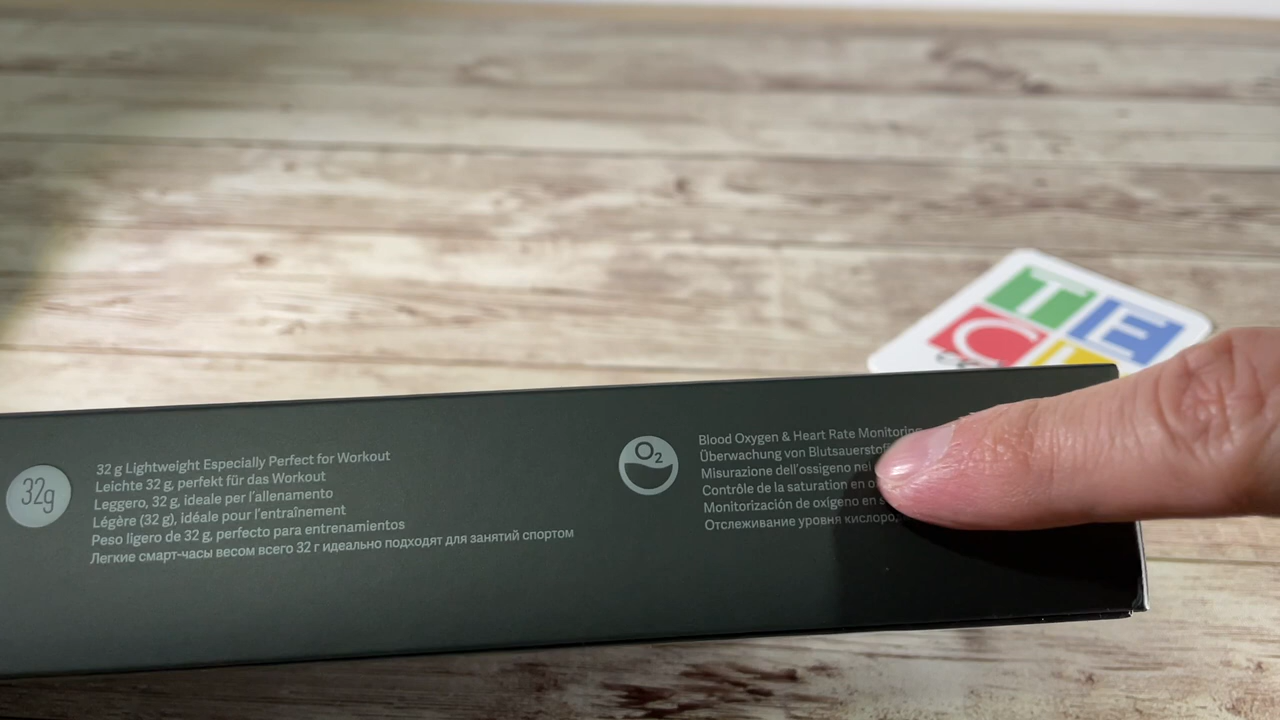 TE
C
32g
32 g Lightweight Especially Perfect for Workout
Leichte 32 g, perfekt für das Workout
Leggero, 32 g, ideale per l'allenamento
Légère (32 g), idéale pour l'entraînement
Peso ligero de 32 g, perfecto para entrenamientos
Легкие смарт-часы весом всего 32 г идеально подходят для занятий спортом
O2
Blood Oxygen & Heart Rate Monitoring
Überwachung von
Misurazione dell'ossigeno nel
Contrôle de la saturation en
Monitorización de oxígeno en
Отслеживание уровня